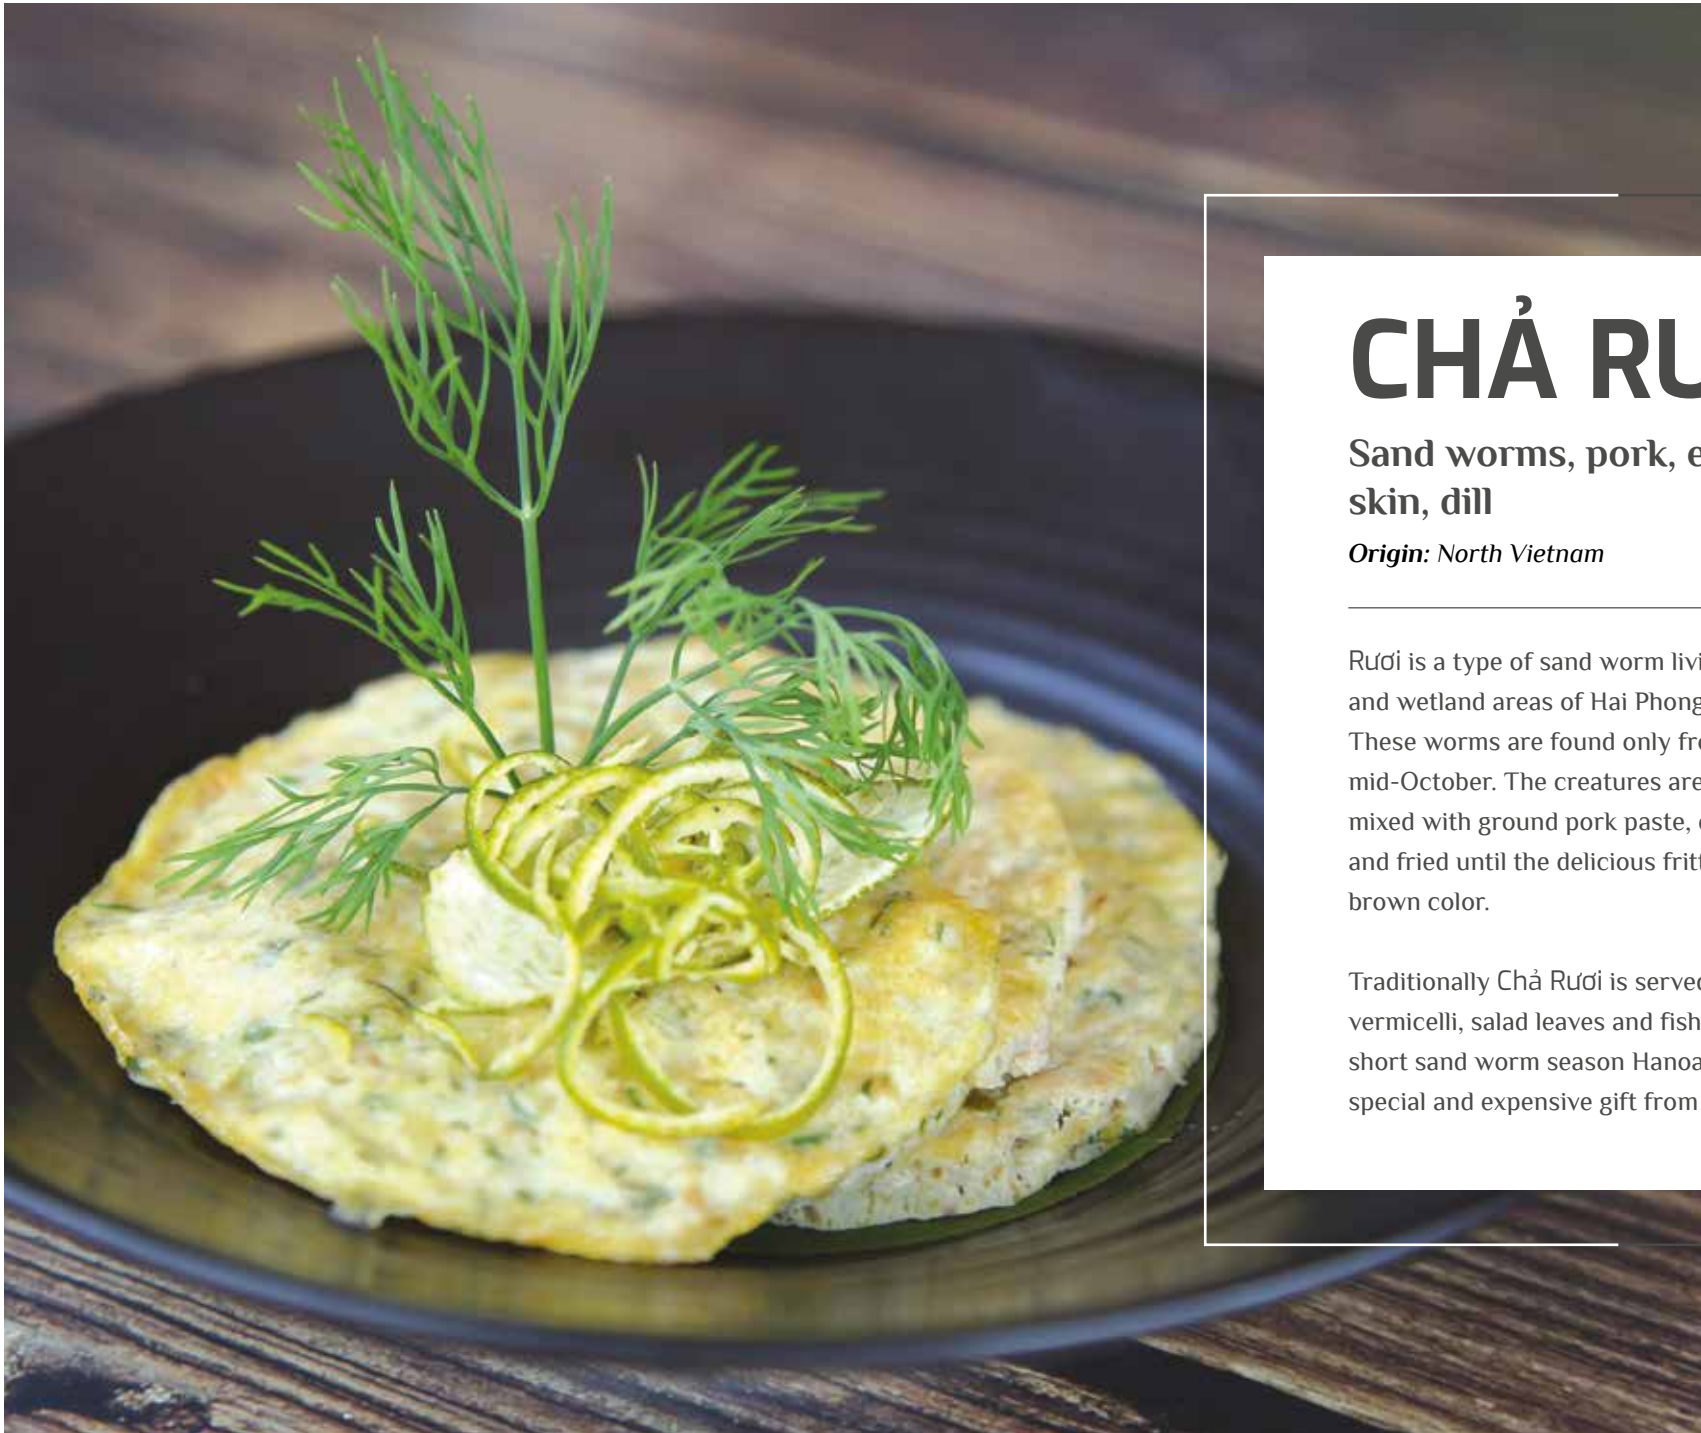 CHẢ RƯ
Sand worms, pork, e
skin, dill
Origin: North Vietnam
Rươi is a type of sand worm livi
and wetland areas of Hai Phong
These worms are found only fro
mid-October. The creatures are
mixed with ground pork paste,
and fried until the delicious fritt
brown color.
Traditionally Chả Rươi is served
vermicelli, salad leaves and fish
short sand worm season Hanoa
special and expensive gift from